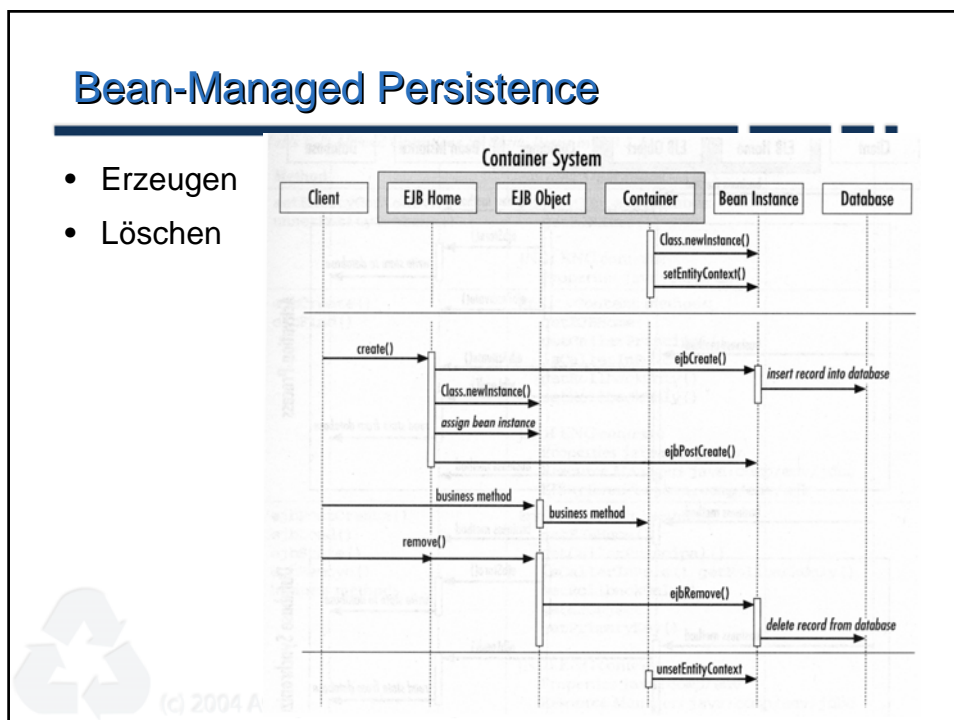 Bean-Managed Persistence
• Erzeugen
• Löschen
Container System
Client
EJB Home
EJB Object
Container
Bean Instance
Database
Class.newInstance()
setEntityContext()
create()
ejbCreate()
insert record into database
Class.newInstance()
assign bean instance
ejbPostCreate()
business method
business method
remove()
ejbRemove()
delete record from database
unsetEntityContext
(c) 2004 A